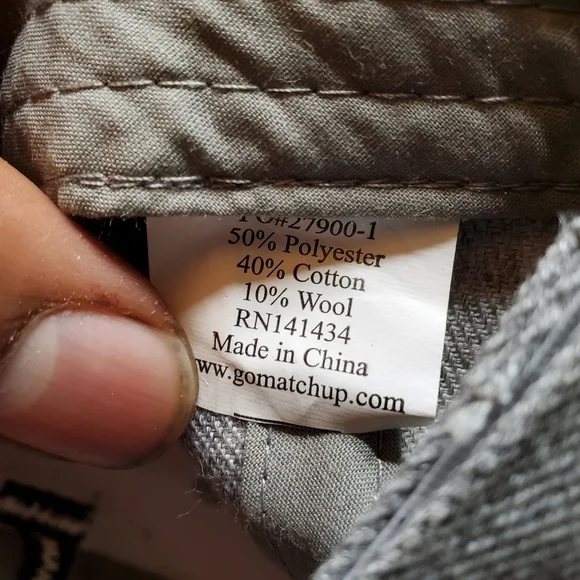 PO#27900-1
50% Polyester
40% Cotton
10% Wool
RN141434
Made in China
www.gomatchup.com